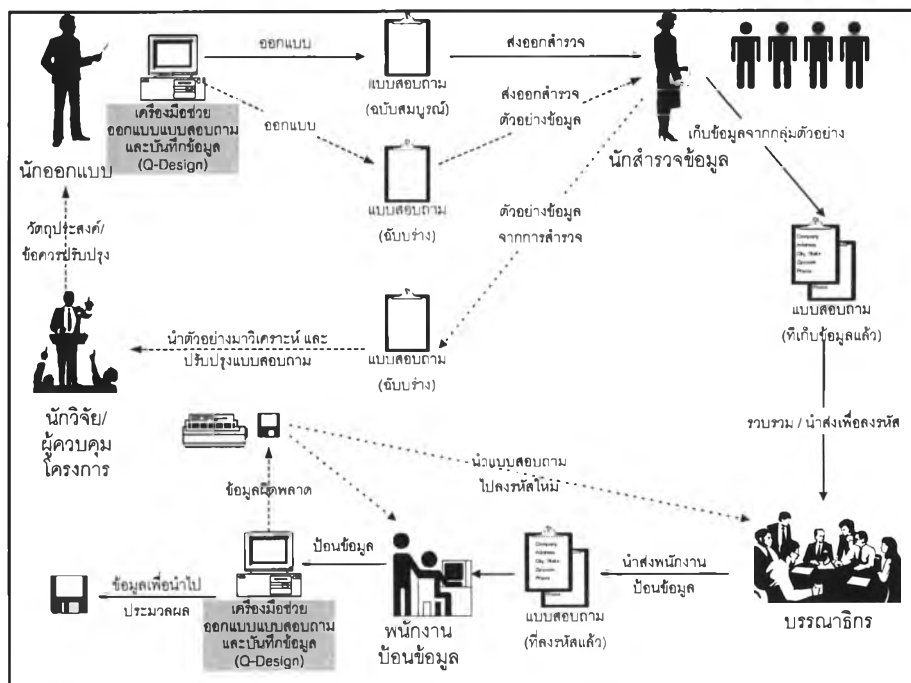 ออกแบบ
แบบสอบถาม
(ฉบับสมบูรณ์)
ส่งออกสำรวจ
เครื่องมือช่วย
ออกแบบแบบสอบถาม
และบันทึกข้อมูล
(Q-Design)
นักออกแบบ
ออกแบบ
แบบสอบถาม
(ฉบับร่าง)
ส่งออกสำรวจ
ตัวอย่างข้อมูล
นักสำรวจข้อมูล
เก็บข้อมูลจากกลุ่มตัวอย่าง
วัตถุประสงค์/
ข้อควรปรับปรุง
ตัวอย่างข้อมูล
จากการสำรวจ
Company
Address
City, State
Zipcode
Phone
Phone
แบบสอบถาม
(ที่เก็บข้อมูลแล้ว)
นำตัวอย่างมาวิเคราะห์ และ
ปรับปรุงแบบสอบถาม
แบบสอบถาม
(ฉบับร่าง)
นักวิจัย/
ผู้ควบคุม
โครงการ
รวบรวม / นำส่งเพื่อลงรหัส
นำแบบสอบถาม
ไปลงรหัสใหม่
ข้อมูลผิดพลาด
ป้อนข้อมูล
ข้อมูลเพื่อนำไป
ประมวลผล
เครื่องมือช่วย
ออกแบบแบบสอบถาม
และบันทึกข้อมูล
(Q-Design)
พนักงาน
ป้อนข้อมูล
Company
Address
City, State
Zipcode
Phone
Phone
แบบสอบถาม
(ที่ลงรหัสแล้ว)
นำส่งพนักงาน
ป้อนข้อมูล
บรรณาธิกร